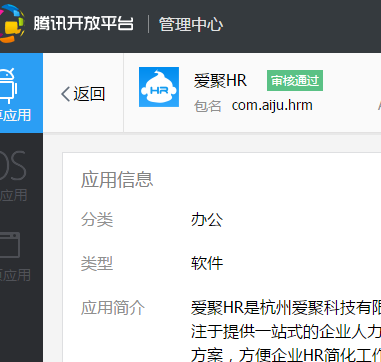 腾讯开放平台 管理中心
返回
爱聚HR 审核通过
包名 com.aiju.hrm
应用
应用信息
分类 办公
OS
应用
类型 软件
应用
应用简介 爱聚HR是杭州爱聚科技有限
注于提供一站式的企业人力
方案，方便企业HR简化工作